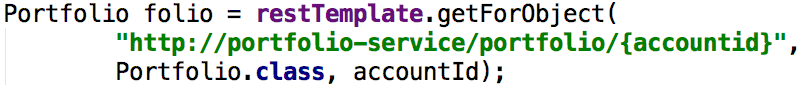 Portfolio folio = restTemplate.getForObject(
"http://portfolio-service/portfolio/{accountid}",
Portfolio.class, accountId);